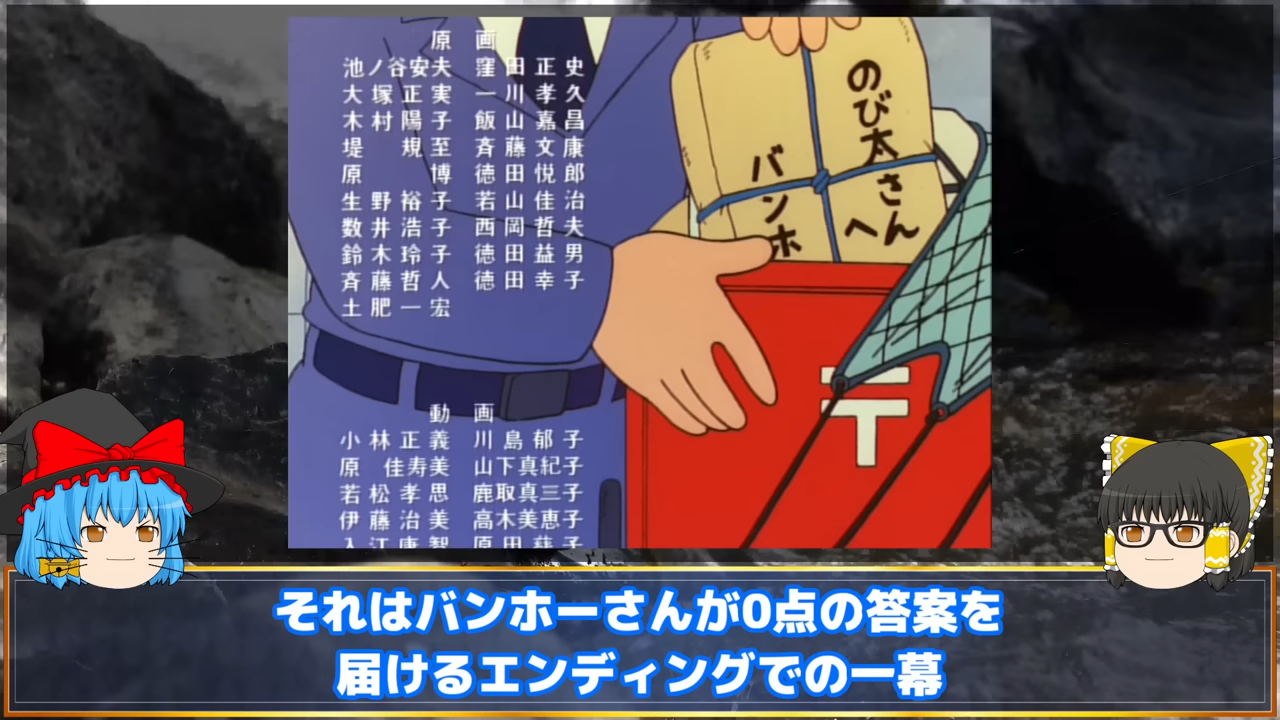 原画
池ノ谷安夫 窪田正史
大塚正実 一川孝久
木村陽子 飯山嘉昌
堤規至 斉藤文康
原博 徳田悦郎
生野裕子 若山佳治
数井浩子 西岡哲夫
鈴木玲子 徳田益男
斉藤哲人 徳田幸子
土肥一宏
動画
小林正義 川島郁子
原佳寿美 山下真紀子
若松孝思 鹿取真三子
伊藤治美 高木美恵子
入江康智 原田
のび太さんへ
バンホ
〒
それはバンホーさんが0点の答案を
届けるエンディングでの一幕